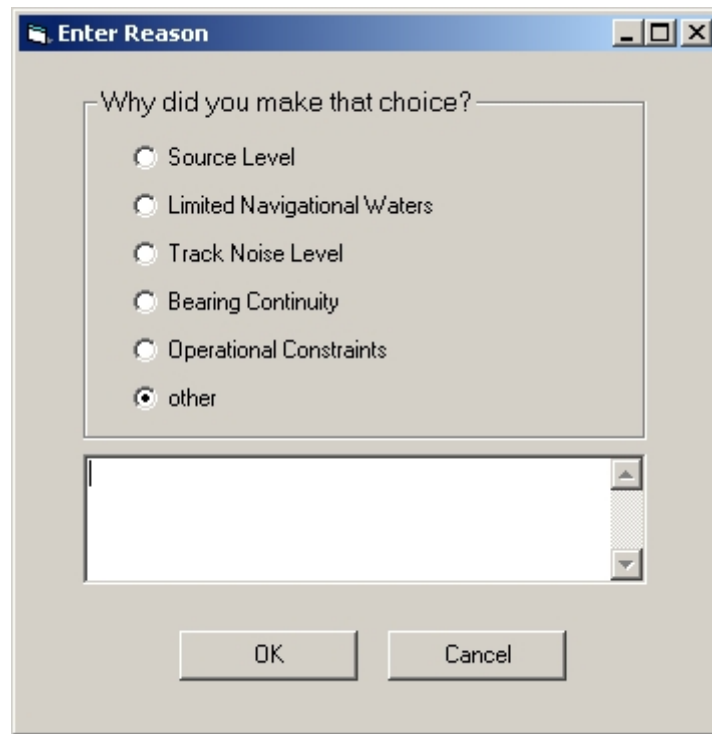 Enter Reason
Why did you make that choice?
Source Level
Limited Navigational Waters
Track Noise Level
Bearing Continuity
Operational Constraints
other
OK Cancel